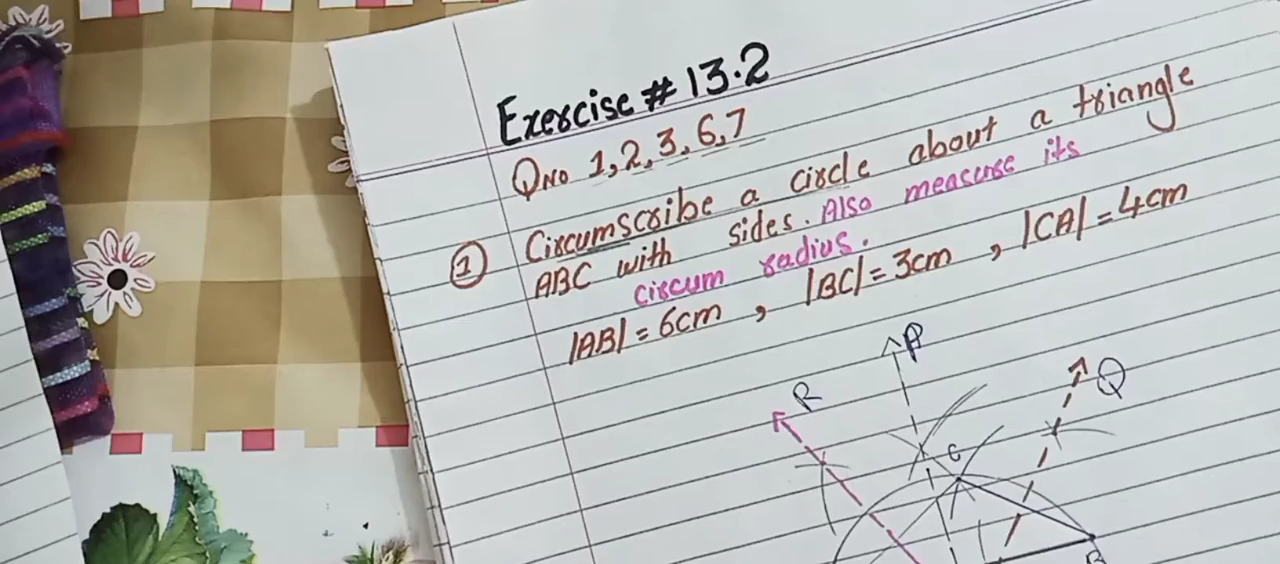 Exercise # 13.2
QNo 1,2,3,6,7
① Circumscribe a circle about a triangle
ABC with sides. Also measure its
circum radius.
|AB| = 6cm , |BC| = 3cm , |CA| = 4cm
P
R
Q
C
B